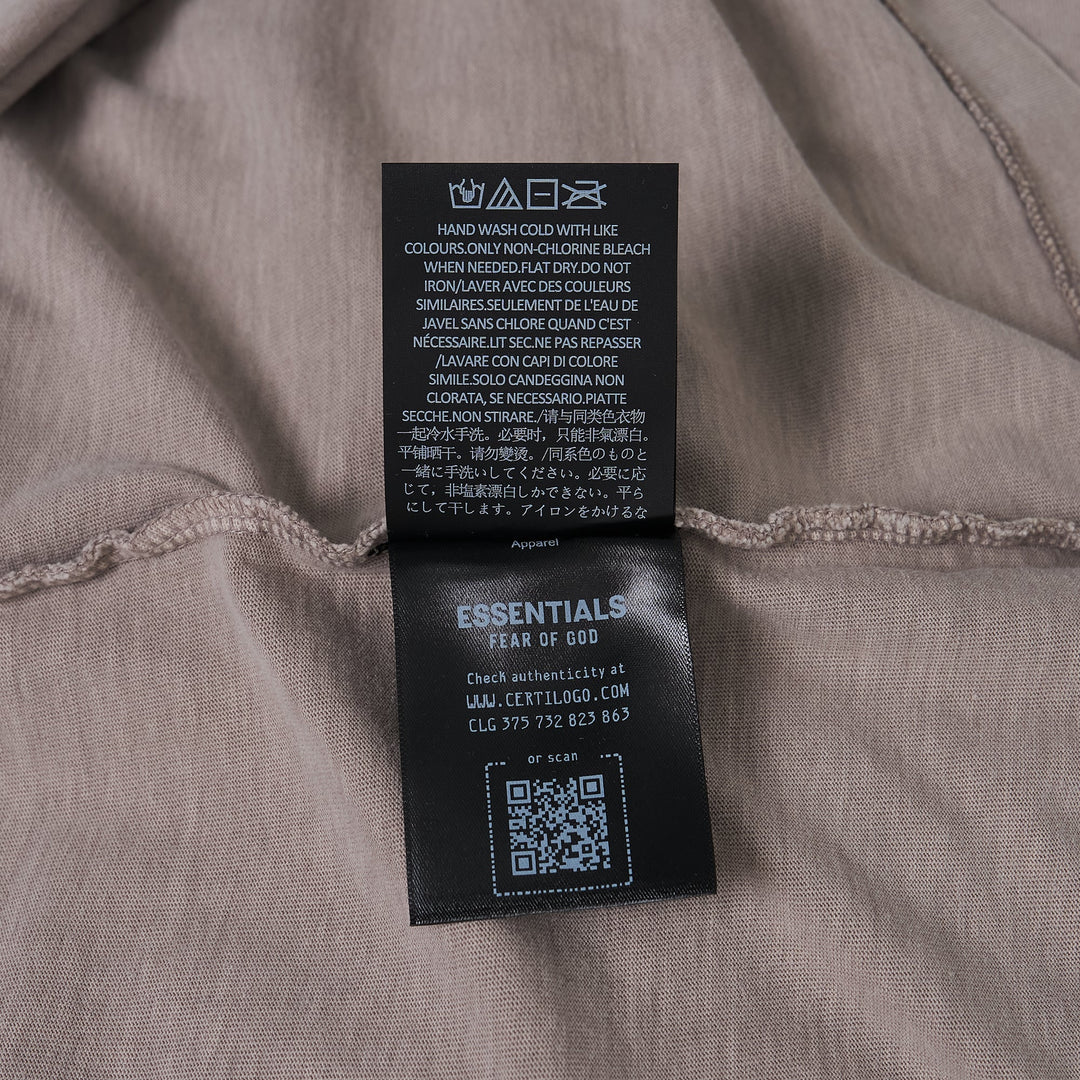 HAND WASH COLD WITH LIKE
COLOURS.ONLY NON-CHLORINE BLEACH
WHEN NEEDED.FLAT DRY.DO NOT
IRON/LAVER AVEC DES COULEURS
SIMILAIRES.SEULEMENT DE L'EAU DE
JAVEL SANS CHLORE QUAND C'EST
NÉCESSAIRE.LIT SEC.NE PAS REPASSER
/LAVARE CON CAPI DI COLORE
SIMILE.SOLO CANDEGGINA NON
CLORATA, SE NECESSARIO.PIATTE
SECCHE.NON STIRARE./请与同类色衣物
一起冷水手洗。必要时，只能非氯漂白。
平铺晒干。请勿變烫。/同系色のものと
一緒に手洗いしてください。必要に応
じて，非塩素漂白しかできない。平ら
にして干します。アイロンをかけるな
Apparel
ESSENTIALS
FEAR OF GOD
Check authenticity at
WWW.CERTILOGO.COM
CLG 375 732 823 863
or scan